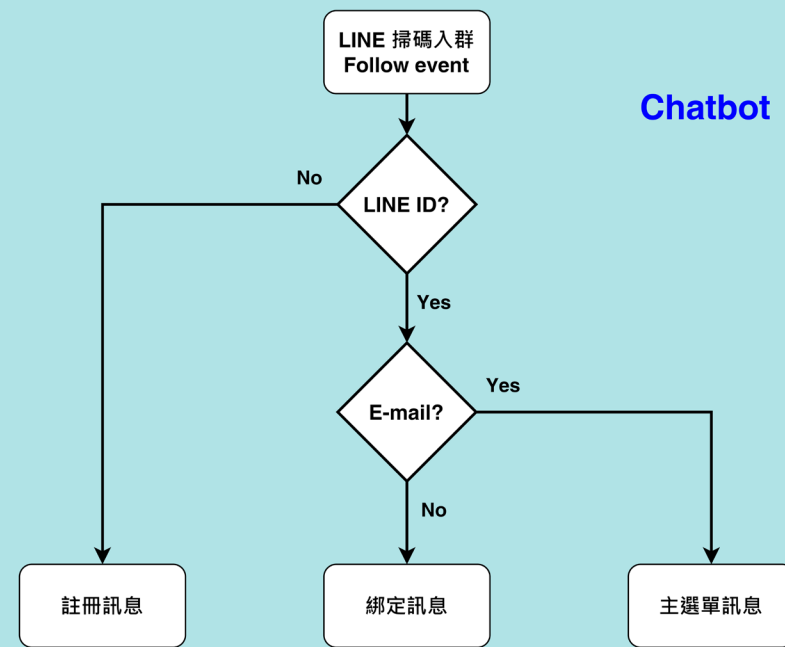 LINE 掃碼入群
Follow event
Chatbot
No
LINE ID?
Yes
Yes
E-mail?
No
註冊訊息
綁定訊息
主選單訊息